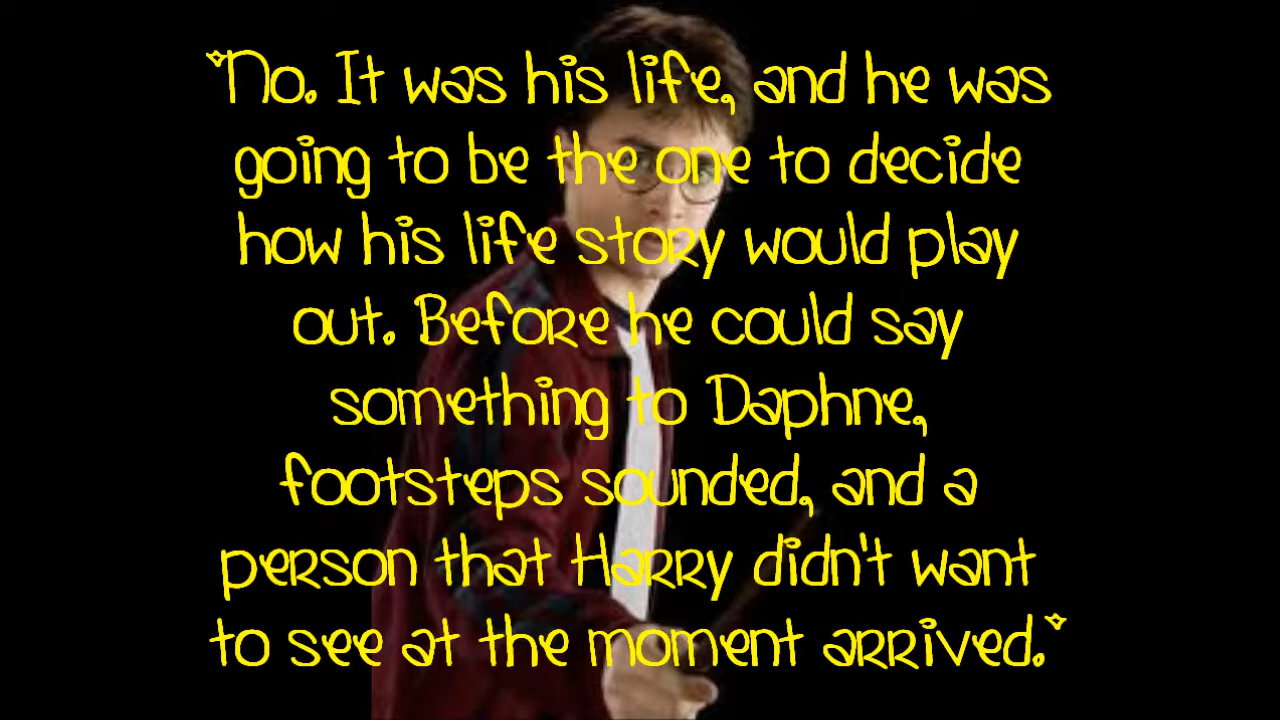 "No. It was his life, and he was
going to be the one to decide
how his life story would play
out. Before he could say
something to Daphne,
footsteps sounded, and a
person that Harry didn't want
to see at the moment arrived."